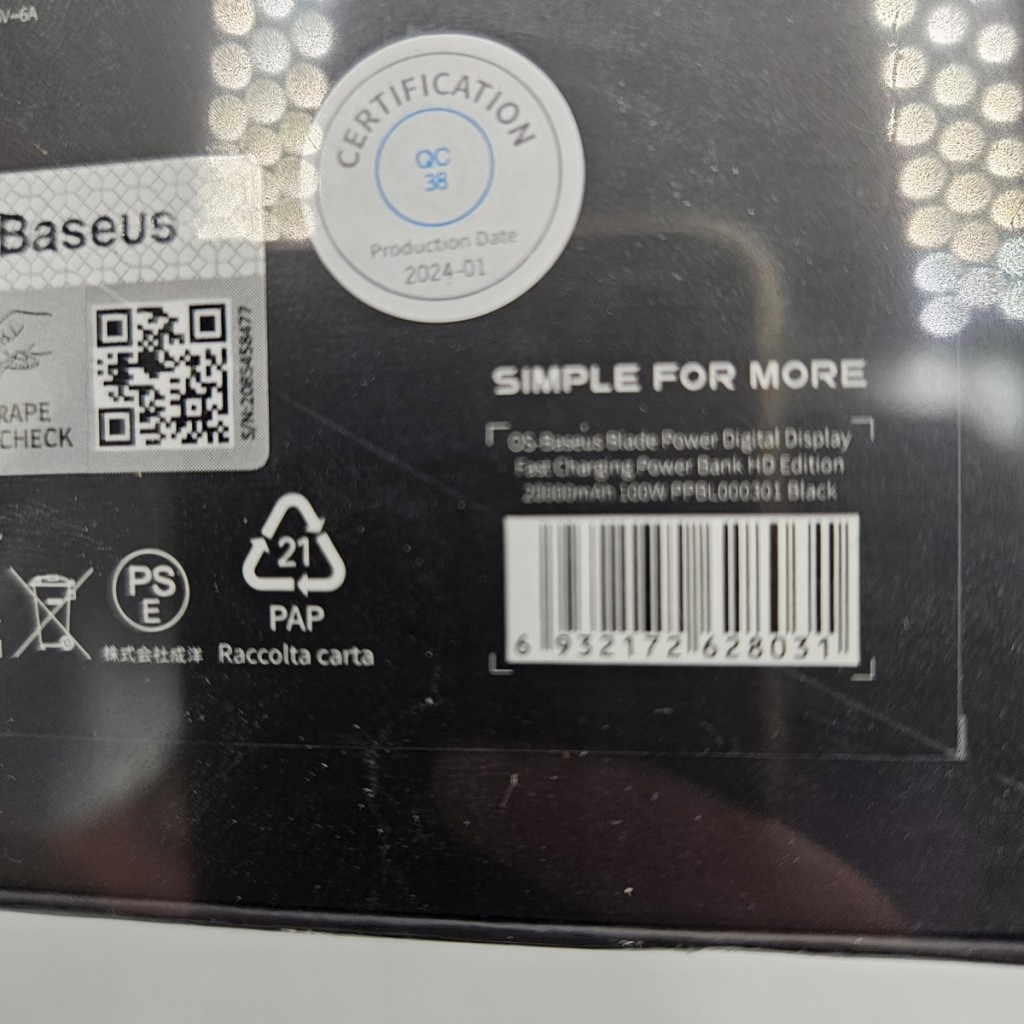 V⎓6A
CERTIFICATION
QC
38
Production Date
2024-01
Baseus
RAPE
CHECK
S/N:2085458477
SIMPLE FOR MORE
OS-Baseus Blade Power Digital Display
Fast Charging Power Bank HD Edition
20000mAh 100W PPBL000301 Black
6 932172 628031
PS
E
株式会社成洋
21
PAP
Raccolta carta